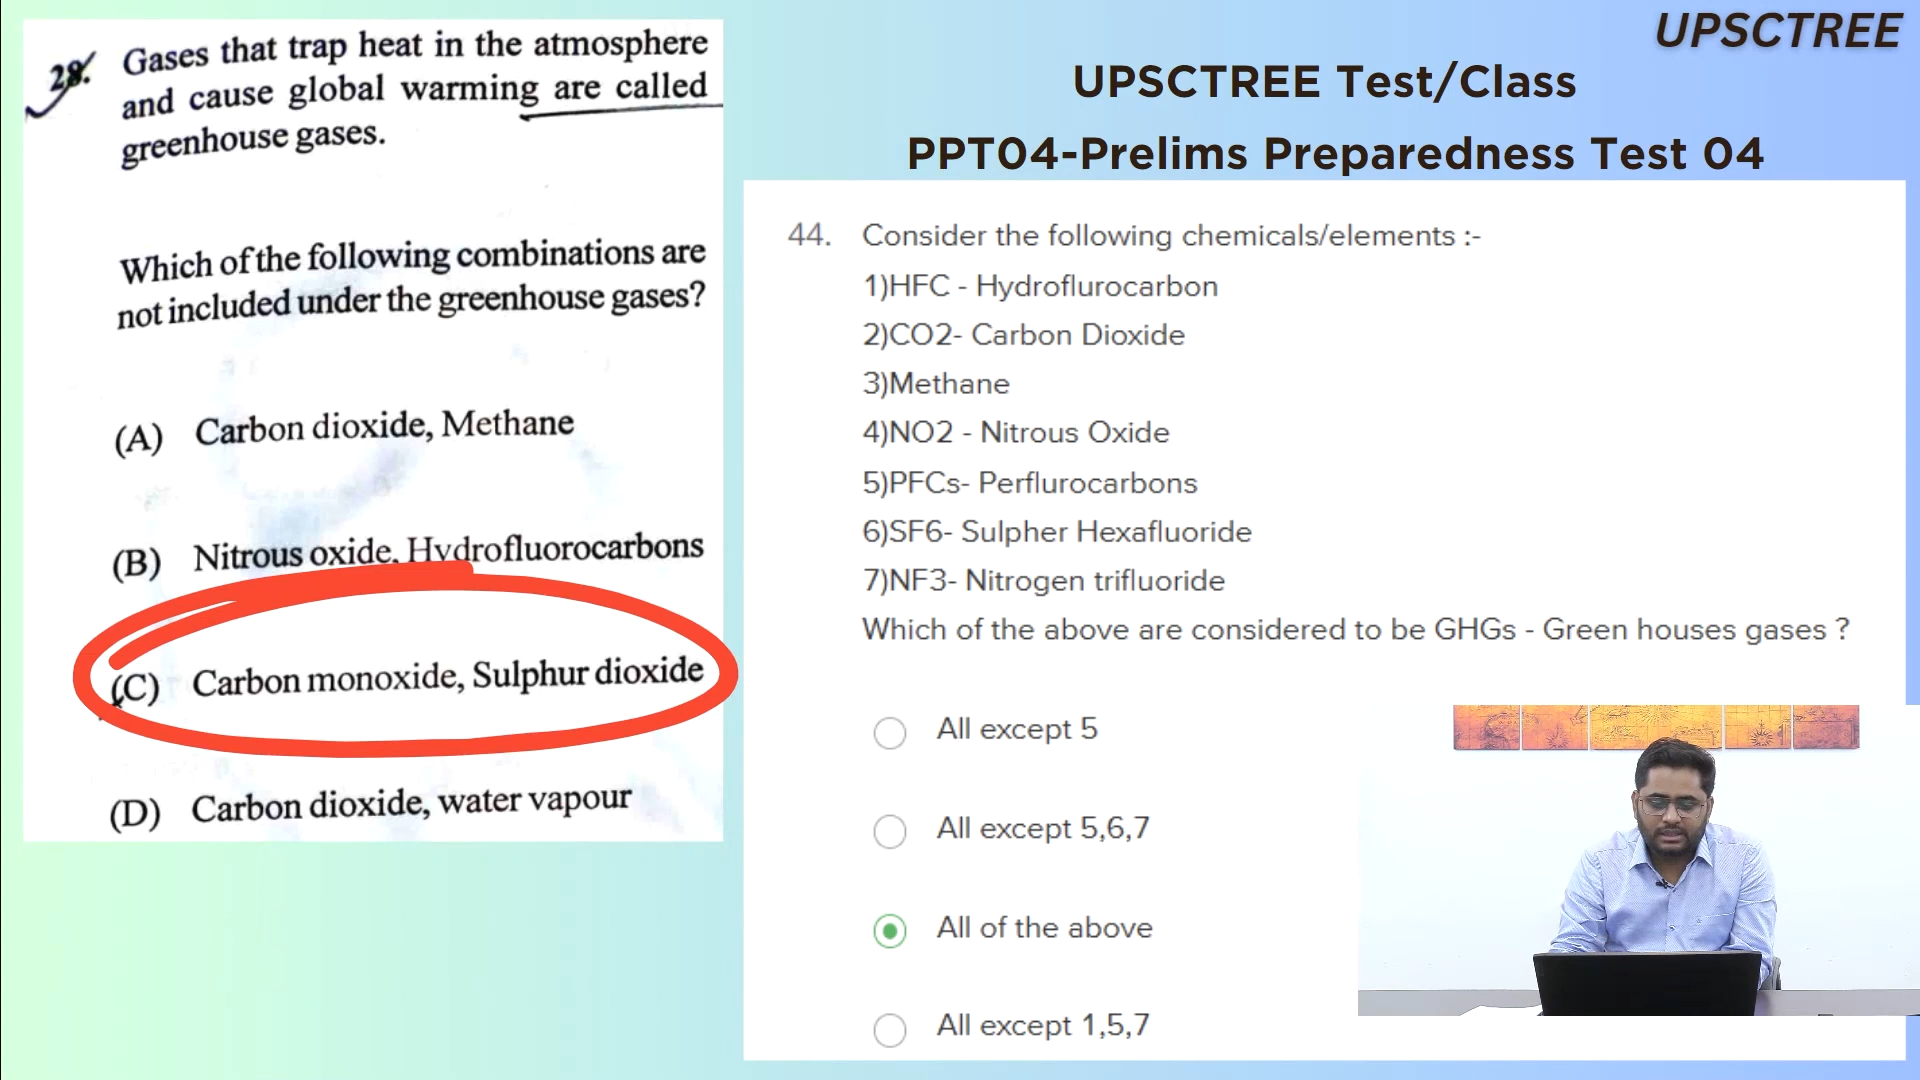 UPSCTREE
UPSCTREE Test/Class
PPT04-Prelims Preparedness Test 04
28. Gases that trap heat in the atmosphere
and cause global warming are called
greenhouse gases.
Which of the following combinations are
not included under the greenhouse gases?
(A) Carbon dioxide, Methane
(B) Nitrous oxide, Hydrofluorocarbons
(C) Carbon monoxide, Sulphur dioxide
(D) Carbon dioxide, water vapour
44. Consider the following chemicals/elements :-
1)HFC - Hydroflurocarbon
2)CO2- Carbon Dioxide
3)Methane
4)NO2 - Nitrous Oxide
5)PFCs- Perflurocarbons
6)SF6- Sulpher Hexafluoride
7)NF3- Nitrogen trifluoride
Which of the above are considered to be GHGs - Green houses gases ?
All except 5
All except 5,6,7
All of the above
All except 1,5,7